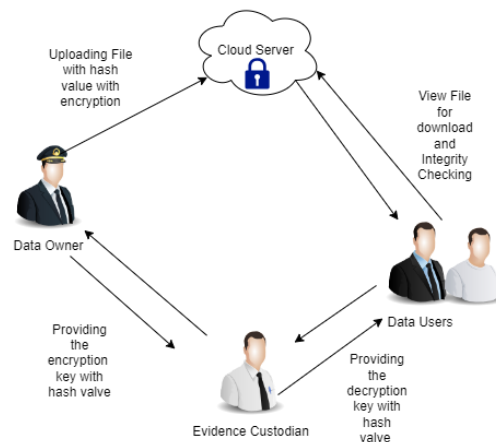 Uploading File
with hash
value with
encryption
Cloud Server
View File
for
download
and
Integrity
Checking
Data Owner
Data Users
Providing
the
encryption
key with
hash valve
Providing
the
decryption
key with
hash
valve
Evidence Custodian